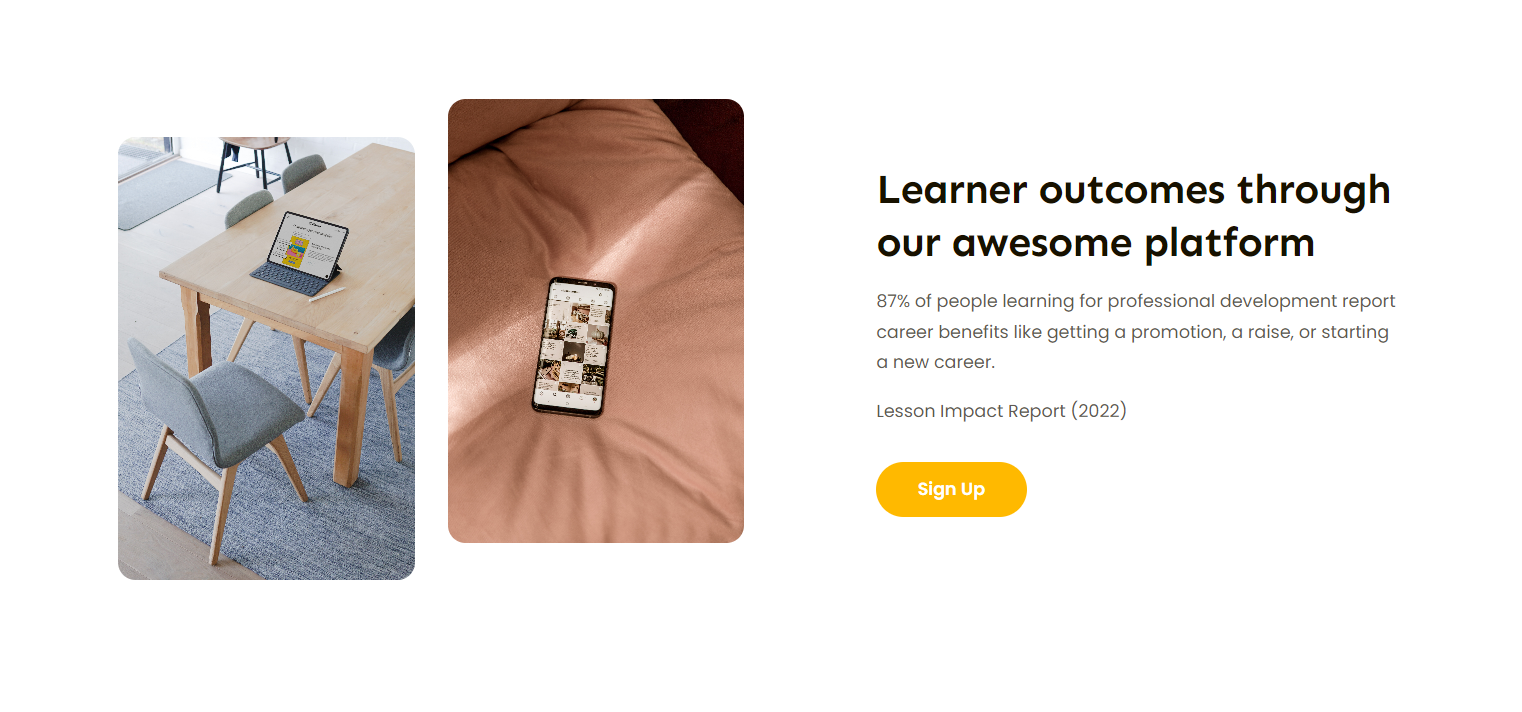 Learner outcomes through
our awesome platform
87% of people learning for professional development report
career benefits like getting a promotion, a raise, or starting
a new career.
Lesson Impact Report (2022)
Sign Up